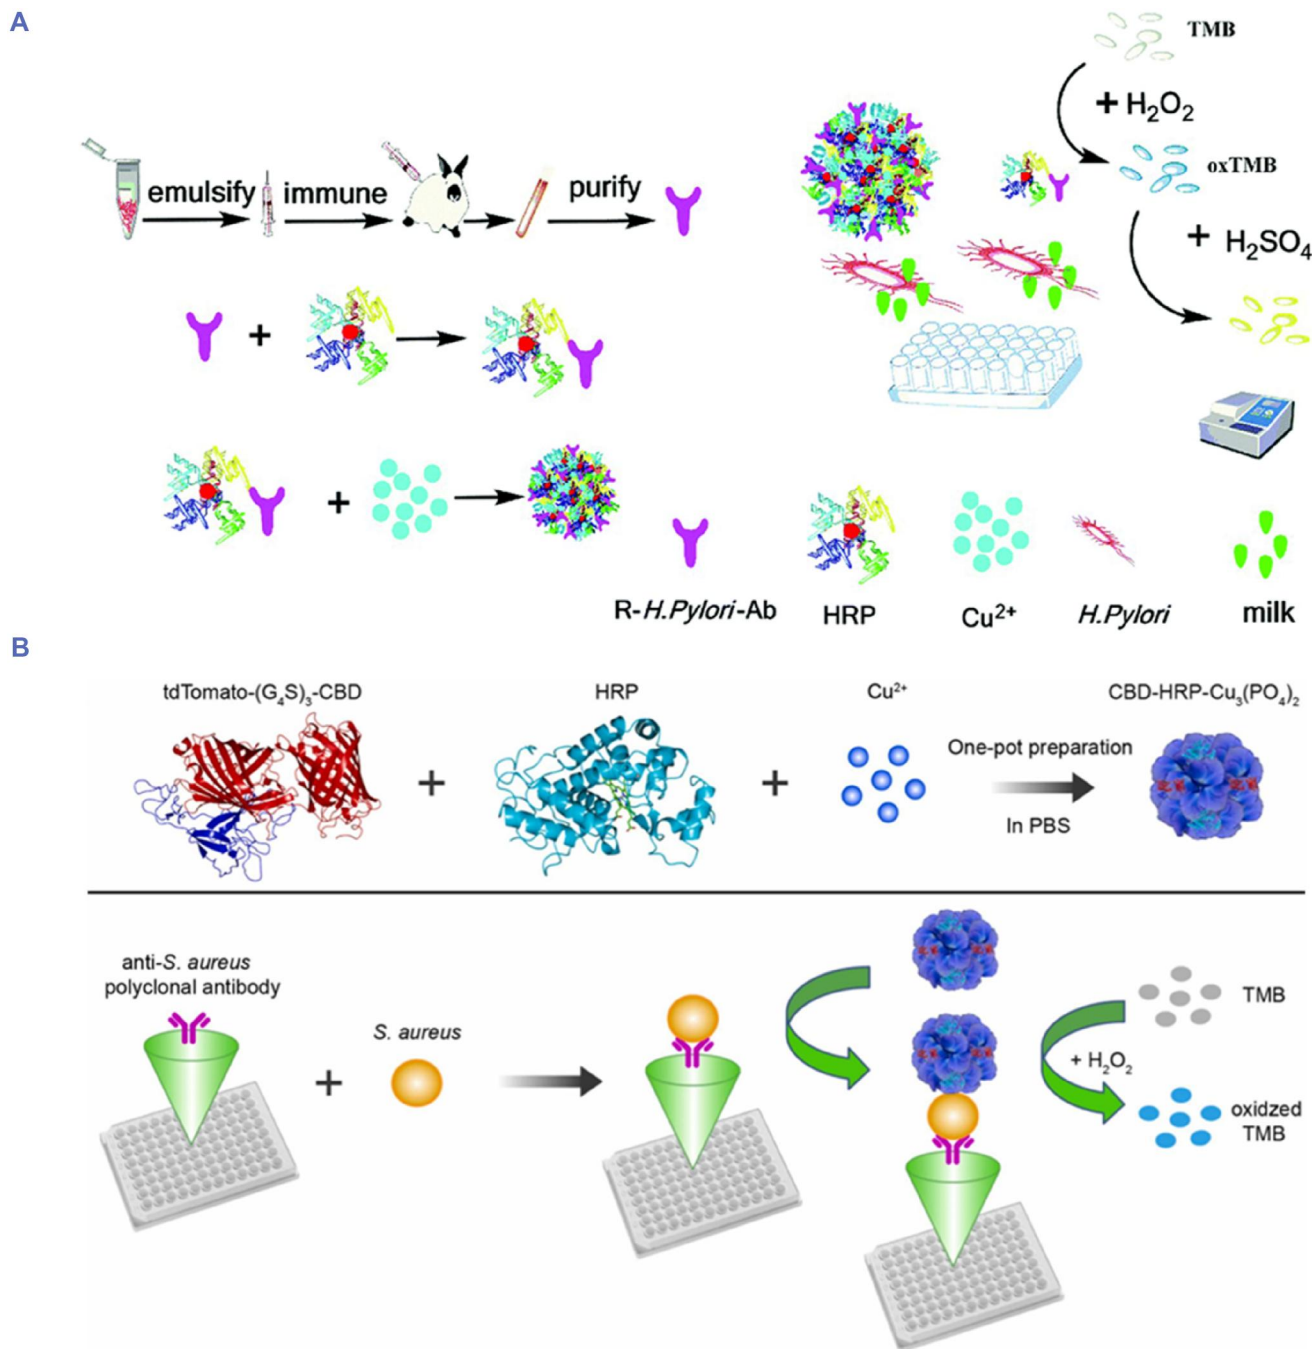 A
TMB
+ H₂O₂
oxTMB
+ H₂SO₄
emulsify
immune
purify
+
+
R-H.Pylori-Ab
HRP
Cu²⁺
H.Pylori
milk
B
tdTomato-(G₄S)₃-CBD
+
HRP
+
Cu²⁺
One-pot preparation
In PBS
CBD-HRP-Cu₃(PO₄)₂
anti-S. aureus
polyclonal antibody
+
S. aureus
TMB
+ H₂O₂
oxidzed
TMB